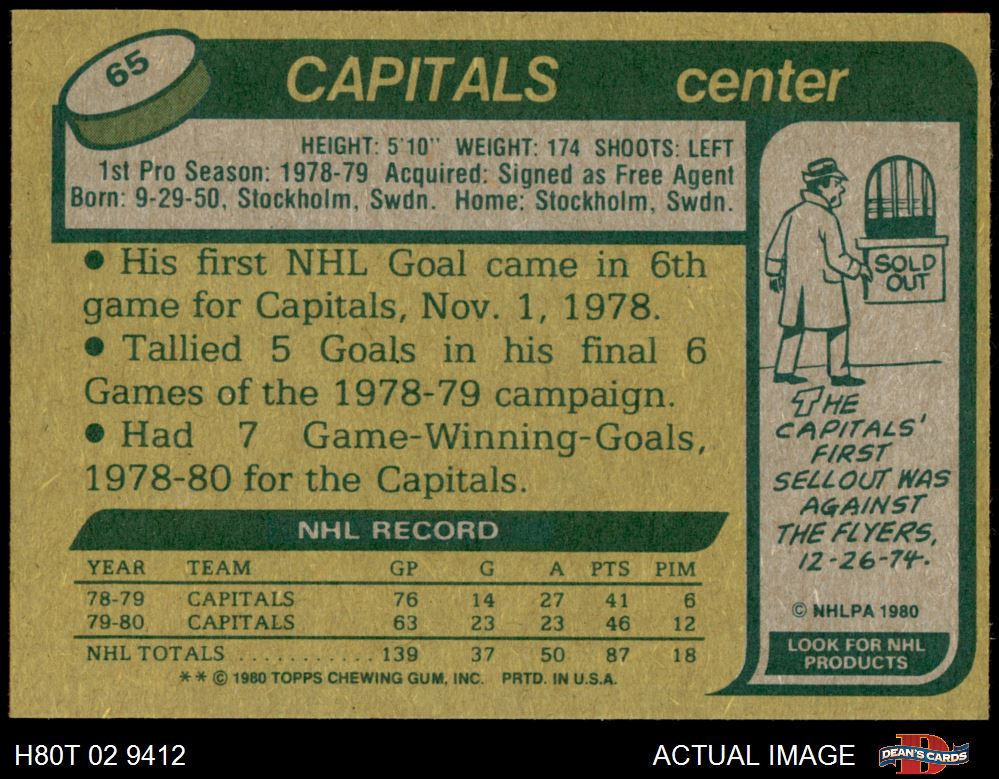 65
CAPITALS center
HEIGHT: 5'10" WEIGHT: 174 SHOOTS: LEFT
1st Pro Season: 1978-79 Acquired: Signed as Free Agent
Born: 9-29-50, Stockholm, Swdn. Home: Stockholm, Swdn.
• His first NHL Goal came in 6th
game for Capitals, Nov. 1, 1978.
• Tallied 5 Goals in his final 6
Games of the 1978-79 campaign.
• Had 7 Game-Winning-Goals,
1978-80 for the Capitals.
NHL RECORD
YEAR TEAM GP G A PTS PIM
78-79 CAPITALS 76 14 27 41 6
79-80 CAPITALS 63 23 23 46 12
NHL TOTALS ........... 139 37 50 87 18
** © 1980 TOPPS CHEWING GUM, INC. PRTD. IN U.S.A.
SOLD
OUT
THE
CAPITALS'
FIRST
SELLOUT WAS
AGAINST
THE FLYERS,
12-26-74.
© NHLPA 1980
LOOK FOR NHL
PRODUCTS
H80T 02 9412 ACTUAL IMAGE DEAN'S CARDS